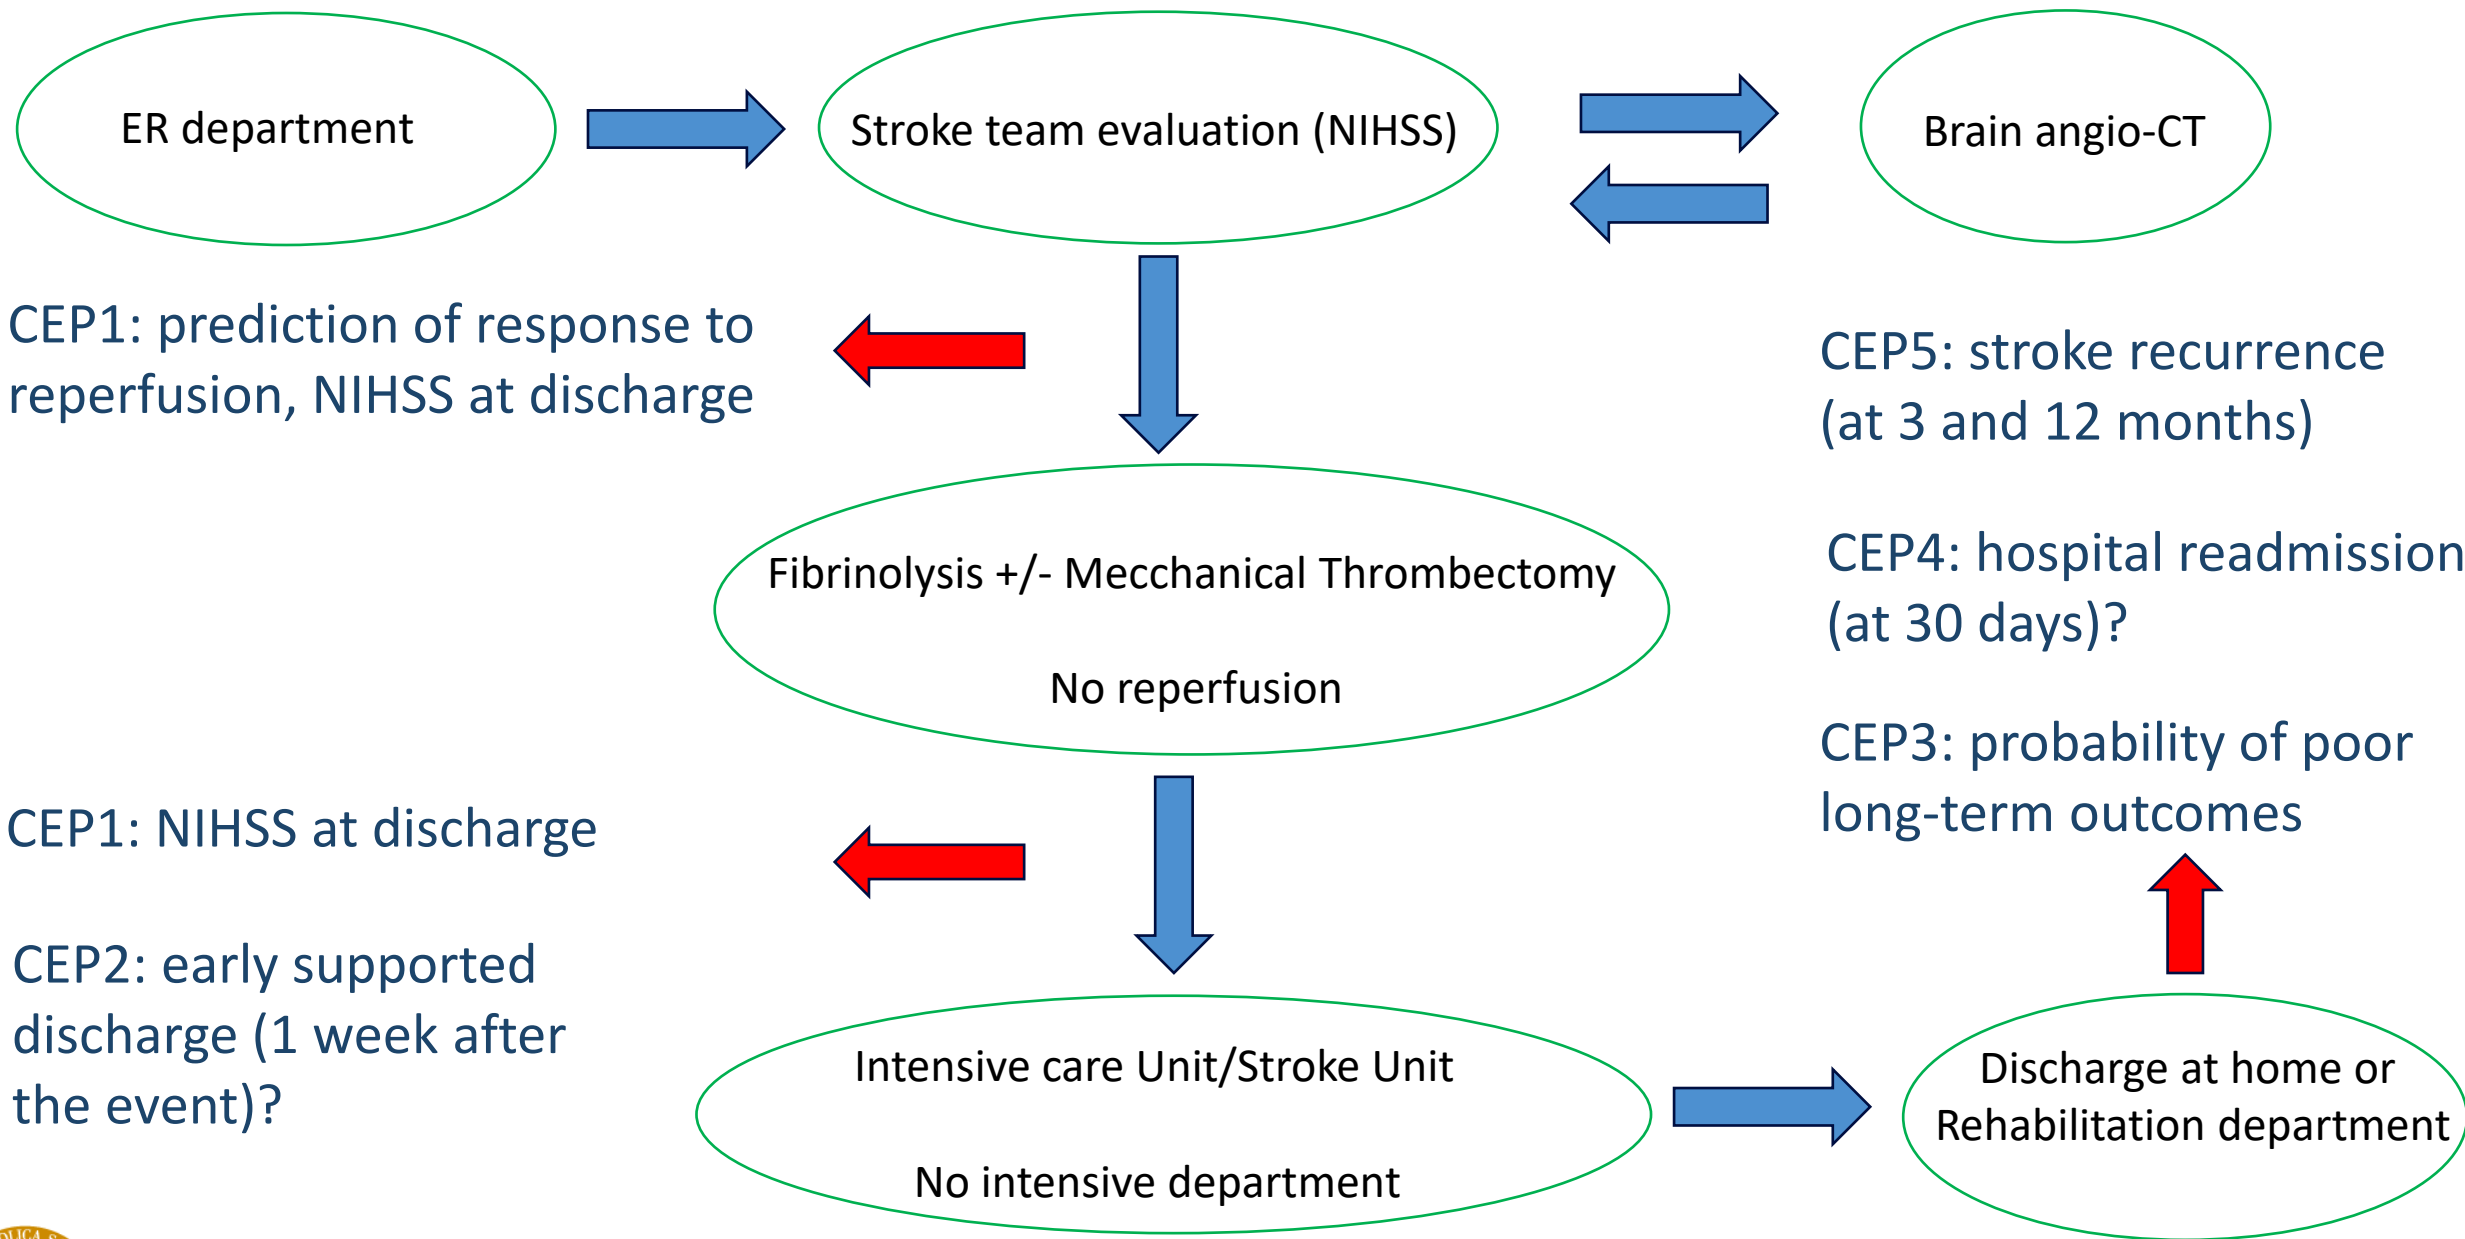 ER department
Stroke team evaluation (NIHSS)
Brain angio-CT
CEP1: prediction of response to
reperfusion, NIHSS at discharge
CEP5: stroke recurrence
(at 3 and 12 months)
Fibrinolysis +/- Mecchanical Thrombectomy
No reperfusion
CEP4: hospital readmission
(at 30 days)?
CEP3: probability of poor
long-term outcomes
CEP1: NIHSS at discharge
CEP2: early supported
discharge (1 week after
the event)?
Intensive care Unit/Stroke Unit
No intensive department
Discharge at home or
Rehabilitation department